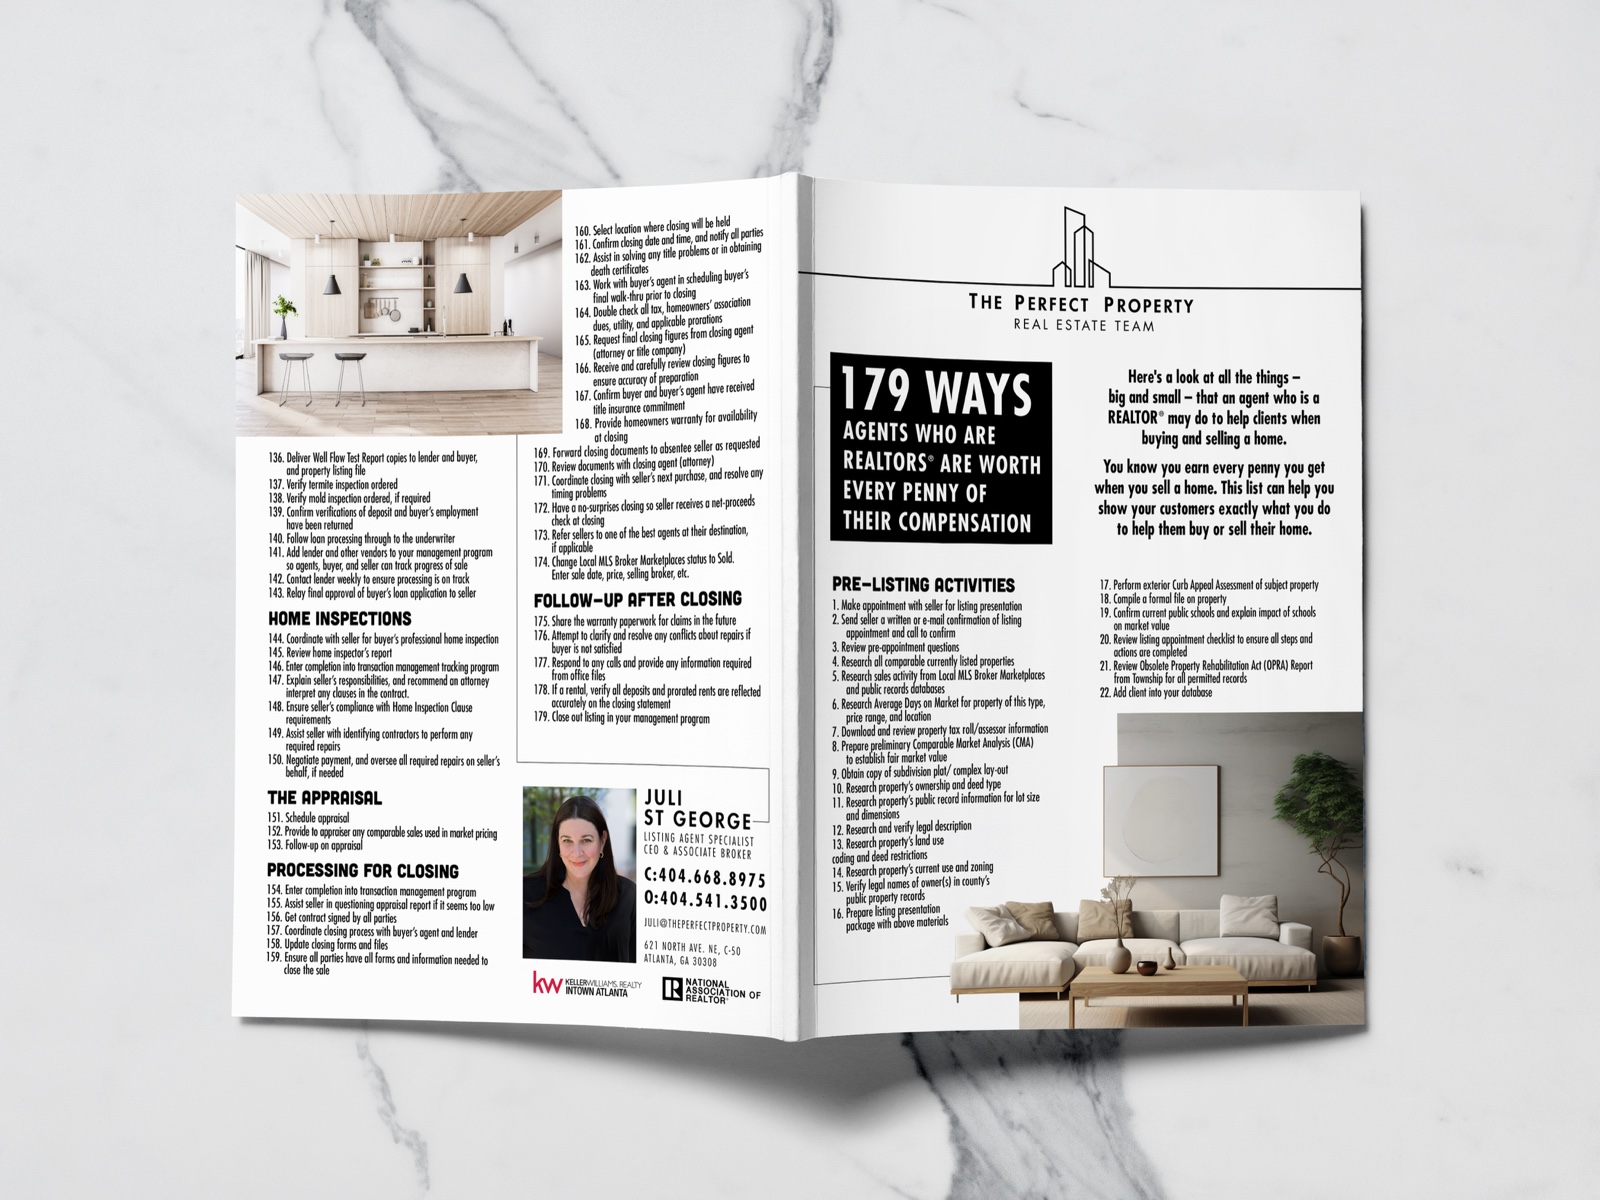 136. Deliver Well Flow Test Report copies to lender and buyer,
and property listing file
137. Verify termite inspection ordered
138. Verify mold inspection ordered, if required
139. Confirm verifications of deposit and buyer's employment
have been returned
140. Follow loan processing through to the underwriter
141. Add lender and other vendors to your management program
so agents, buyer, and seller can track progress of sale
142. Contact lender weekly to ensure processing is on track
143. Relay final approval of buyer's loan application to seller
HOME INSPECTIONS
144. Coordinate with seller for buyer's professional home inspection
145. Review home inspector's report
146. Enter completion into transaction management tracking program
147. Explain seller's responsibilities, and recommend an attorney
interpret any clauses in the contract.
148. Ensure seller's compliance with Home Inspection Clause
requirements
149. Assist seller with identifying contractors to perform any
required repairs
150. Negotiate payment, and oversee all required repairs on seller's
behalf, if needed
THE APPRAISAL
151. Schedule appraisal
152. Provide to appraiser any comparable sales used in market pricing
153. Follow-up on appraisal
PROCESSING FOR CLOSING
154. Enter completion into transaction management program
155. Assist seller in questioning appraisal report if it seems too low
156. Get contract signed by all parties
157. Coordinate closing process with buyer's agent and lender
158. Update closing forms and files
159. Ensure all parties have all forms and information needed to
close the sale
160. Select location where closing will be held
161. Confirm closing date and time, and notify all parties
162. Assist in solving any title problems or in obtaining
death certificates
163. Work with buyer's agent in scheduling buyer's
final walk-thru prior to closing
164. Double check all tax, homeowners' association
dues, utility, and applicable prorations
165. Request final closing figures from closing agent
(attorney or title company)
166. Receive and carefully review closing figures to
ensure accuracy of preparation
167. Confirm buyer and buyer's agent have received
title insurance commitment
168. Provide homeowners warranty for availability
at closing
169. Forward closing documents to absentee seller as requested
170. Review documents with closing agent (attorney)
171. Coordinate closing with seller's next purchase, and resolve any
timing problems
172. Have a no-surprises closing so seller receives a net-proceeds
check at closing
173. Refer sellers to one of the best agents at their destination,
if applicable
174. Change Local MLS Broker Marketplaces status to Sold.
Enter sale date, price, selling broker, etc.
FOLLOW-UP AFTER CLOSING
175. Share the warranty paperwork for claims in the future
176. Attempt to clarify and resolve any conflicts about repairs if
buyer is not satisfied
177. Respond to any calls and provide any information required
from office files
178. If a rental, verify all deposits and prorated rents are reflected
accurately on the closing statement
179. Close out listing in your management program
JULI
ST GEORGE
LISTING AGENT SPECIALIST
CEO & ASSOCIATE BROKER
C:404.668.8975
O:404.541.3500
JULI@THEPERFECTPROPERTY.COM
621 NORTH AVE. NE, C-50
ATLANTA, GA 30308
kw KELLERWILLIAMS. REALTY
INTOWN ATLANTA
R NATIONAL
ASSOCIATION OF
REALTOR®
THE PERFECT PROPERTY
REAL ESTATE TEAM
179 WAYS
AGENTS WHO ARE
REALTORS® ARE WORTH
EVERY PENNY OF
THEIR COMPENSATION
Here's a look at all the things –
big and small – that an agent who is a
REALTOR® may do to help clients when
buying and selling a home.
You know you earn every penny you get
when you sell a home. This list can help you
show your customers exactly what you do
to help them buy or sell their home.
PRE-LISTING ACTIVITIES
1. Make appointment with seller for listing presentation
2. Send seller a written or e-mail confirmation of listing
appointment and call to confirm
3. Review pre-appointment questions
4. Research all comparable currently listed properties
5. Research sales activity from Local MLS Broker Marketplaces
and public records databases
6. Research Average Days on Market for property of this type,
price range, and location
7. Download and review property tax roll/assessor information
8. Prepare preliminary Comparable Market Analysis (CMA)
to establish fair market value
9. Obtain copy of subdivision plat/ complex lay-out
10. Research property's ownership and deed type
11. Research property's public record information for lot size
and dimensions
12. Research and verify legal description
13. Research property's land use
coding and deed restrictions
14. Research property's current use and zoning
15. Verify legal names of owner(s) in county's
public property records
16. Prepare listing presentation
package with above materials
17. Perform exterior Curb Appeal Assessment of subject property
18. Compile a formal file on property
19. Confirm current public schools and explain impact of schools
on market value
20. Review listing appointment checklist to ensure all steps and
actions are completed
21. Review Obsolete Property Rehabilitation Act (OPRA) Report
from Township for all permitted records
22. Add client into your database